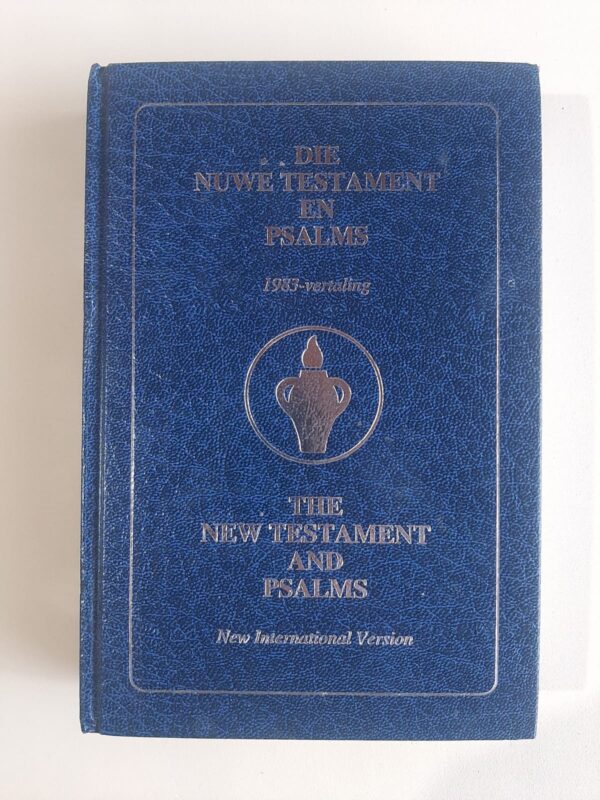 DIE
NUWE TESTAMENT
EN
PSALMS
1983-vertaling
THE
NEW TESTAMENT
AND
PSALMS
New International Version